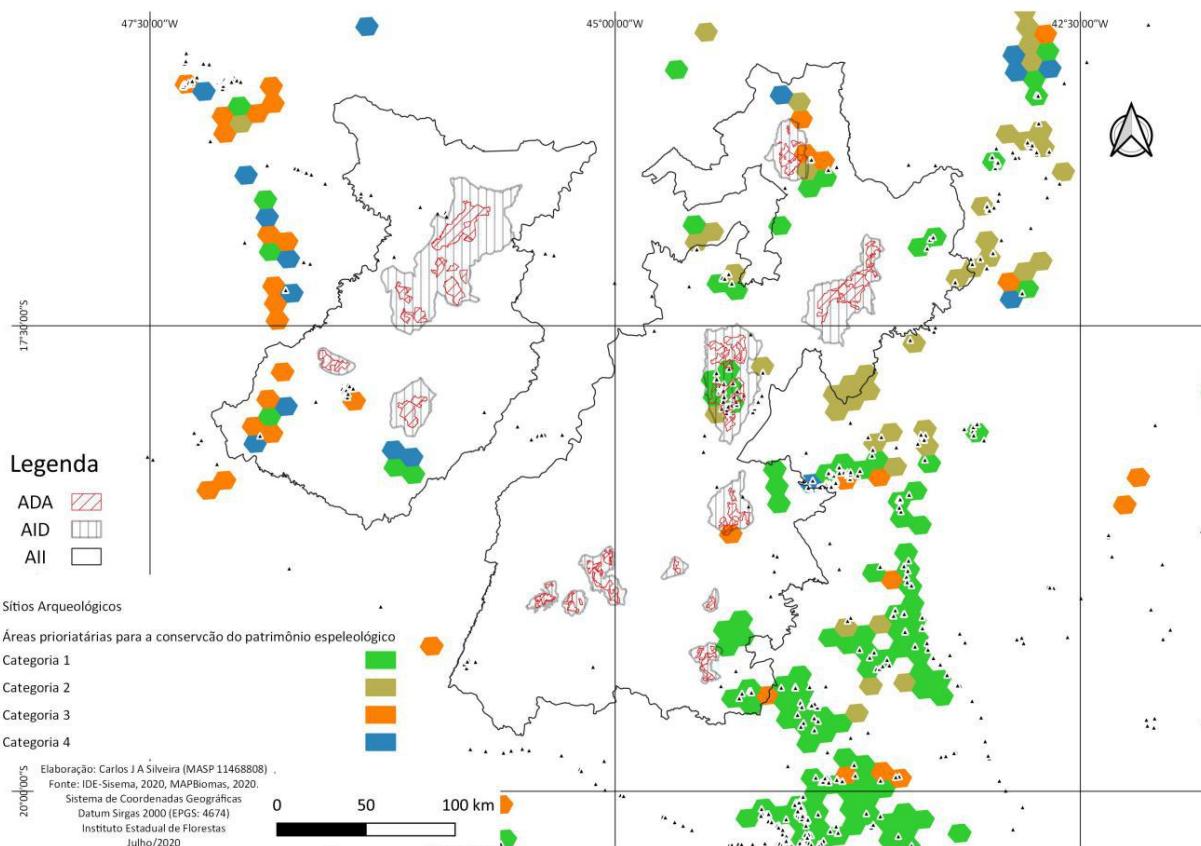 47°30'00"W
45°00'00"W
42°30'00"W
17°30'00"S
20°00'00"S
Legenda
ADA
AID
AII
Sítios Arqueológicos
Áreas prioriatárias para a conservcão do patrimônio espeleológico
Categoria 1
Categoria 2
Categoria 3
Categoria 4
Elaboração: Carlos J A Silveira (MASP 11468808)
Fonte: IDE-Sisema, 2020, MAPBiomas, 2020.
Sistema de Coordenadas Geográficas
Datum Sirgas 2000 (EPGS: 4674)
Instituto Estadual de Florestas
Julho/2020
0 50 100 km